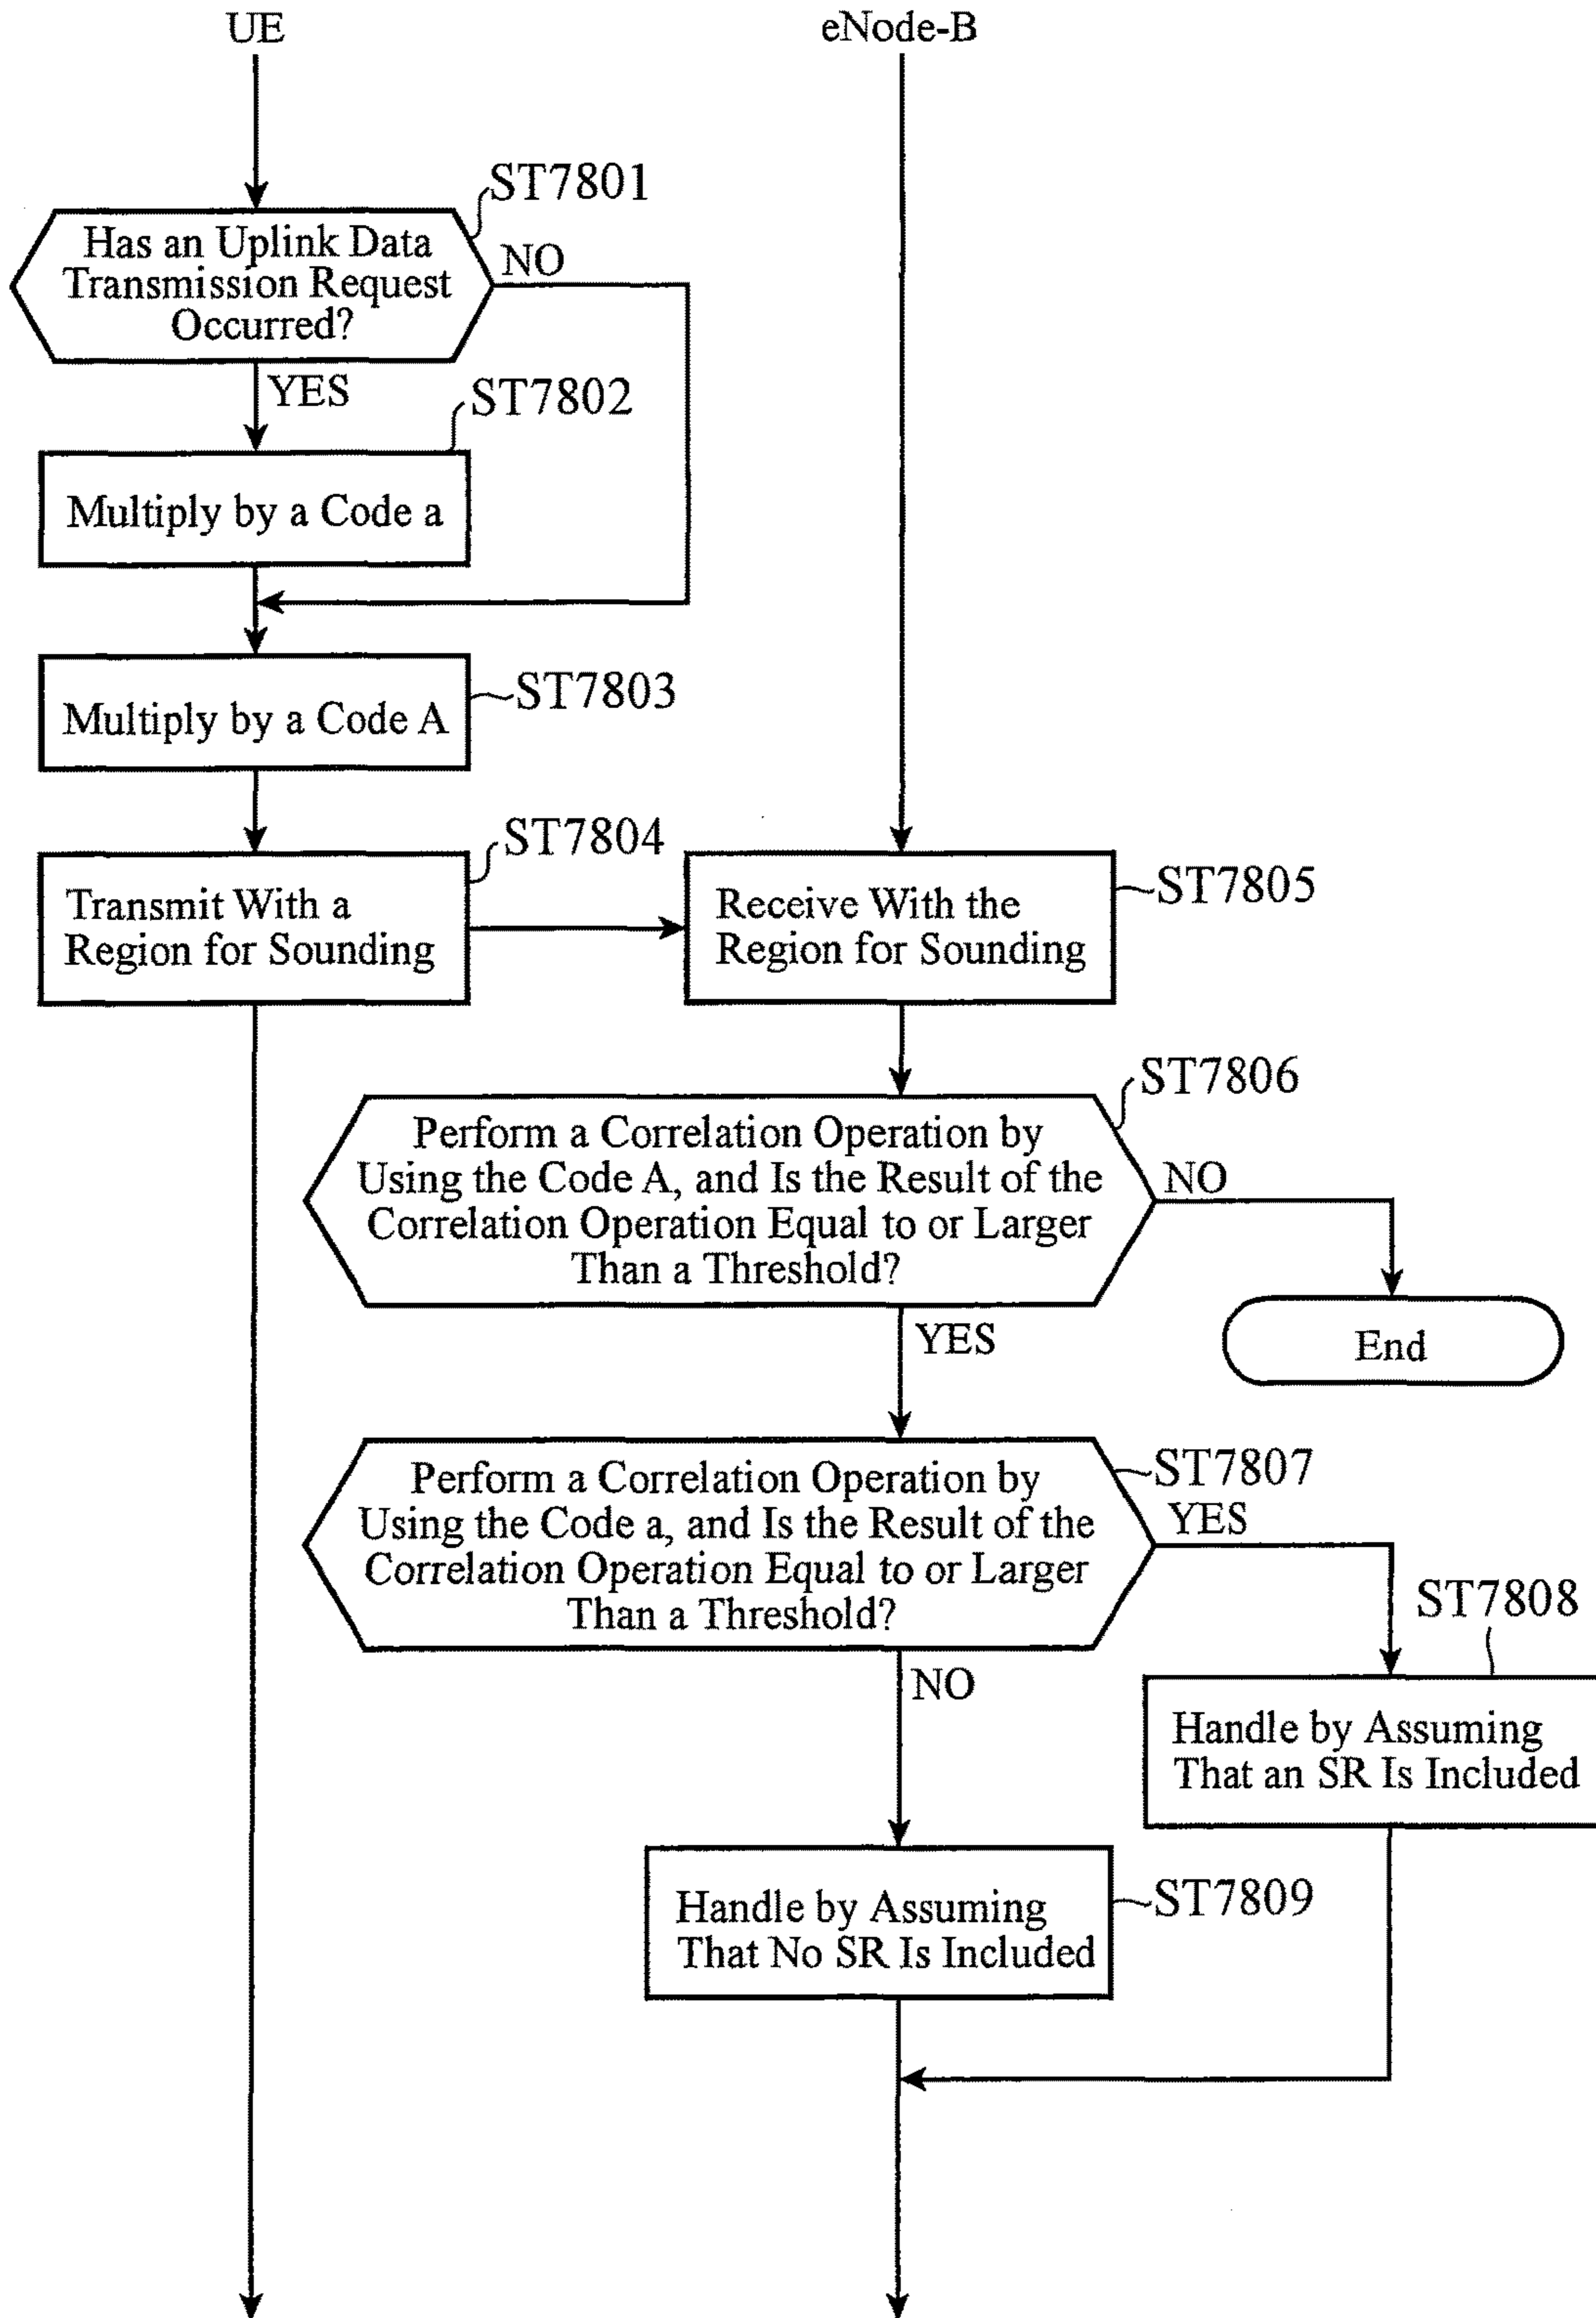 UE
eNode-B
ST7801
Has an Uplink Data
Transmission Request
Occurred?
NO
YES
ST7802
Multiply by a Code a
Multiply by a Code A
ST7803
ST7804
Transmit With a
Region for Sounding
Receive With the
Region for Sounding
ST7805
ST7806
Perform a Correlation Operation by
Using the Code A, and Is the Result of the
Correlation Operation Equal to or Larger
Than a Threshold?
NO
YES
End
ST7807
Perform a Correlation Operation by
Using the Code a, and Is the Result of the
Correlation Operation Equal to or Larger
Than a Threshold?
YES
NO
ST7808
Handle by Assuming
That an SR Is Included
Handle by Assuming
That No SR Is Included
ST7809